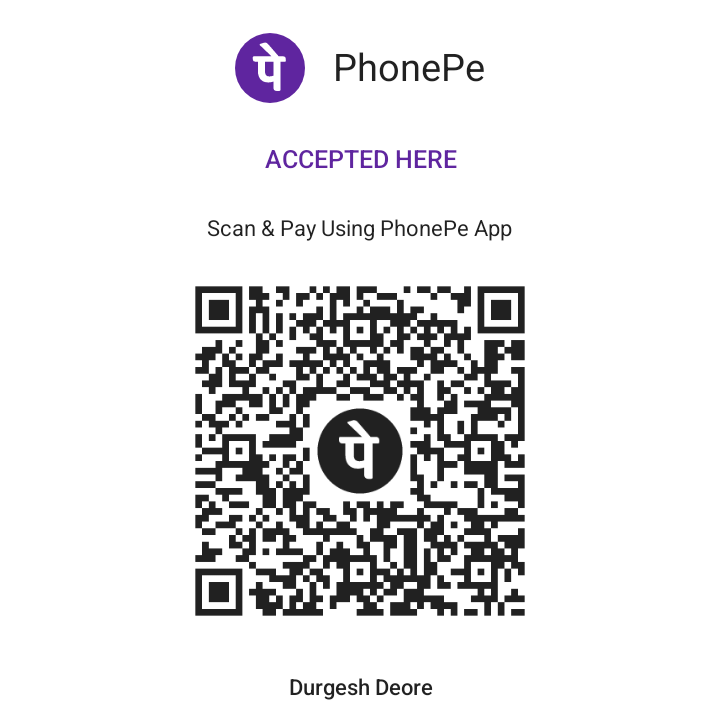 पे PhonePe
ACCEPTED HERE
Scan & Pay Using PhonePe App
पे
Durgesh Deore